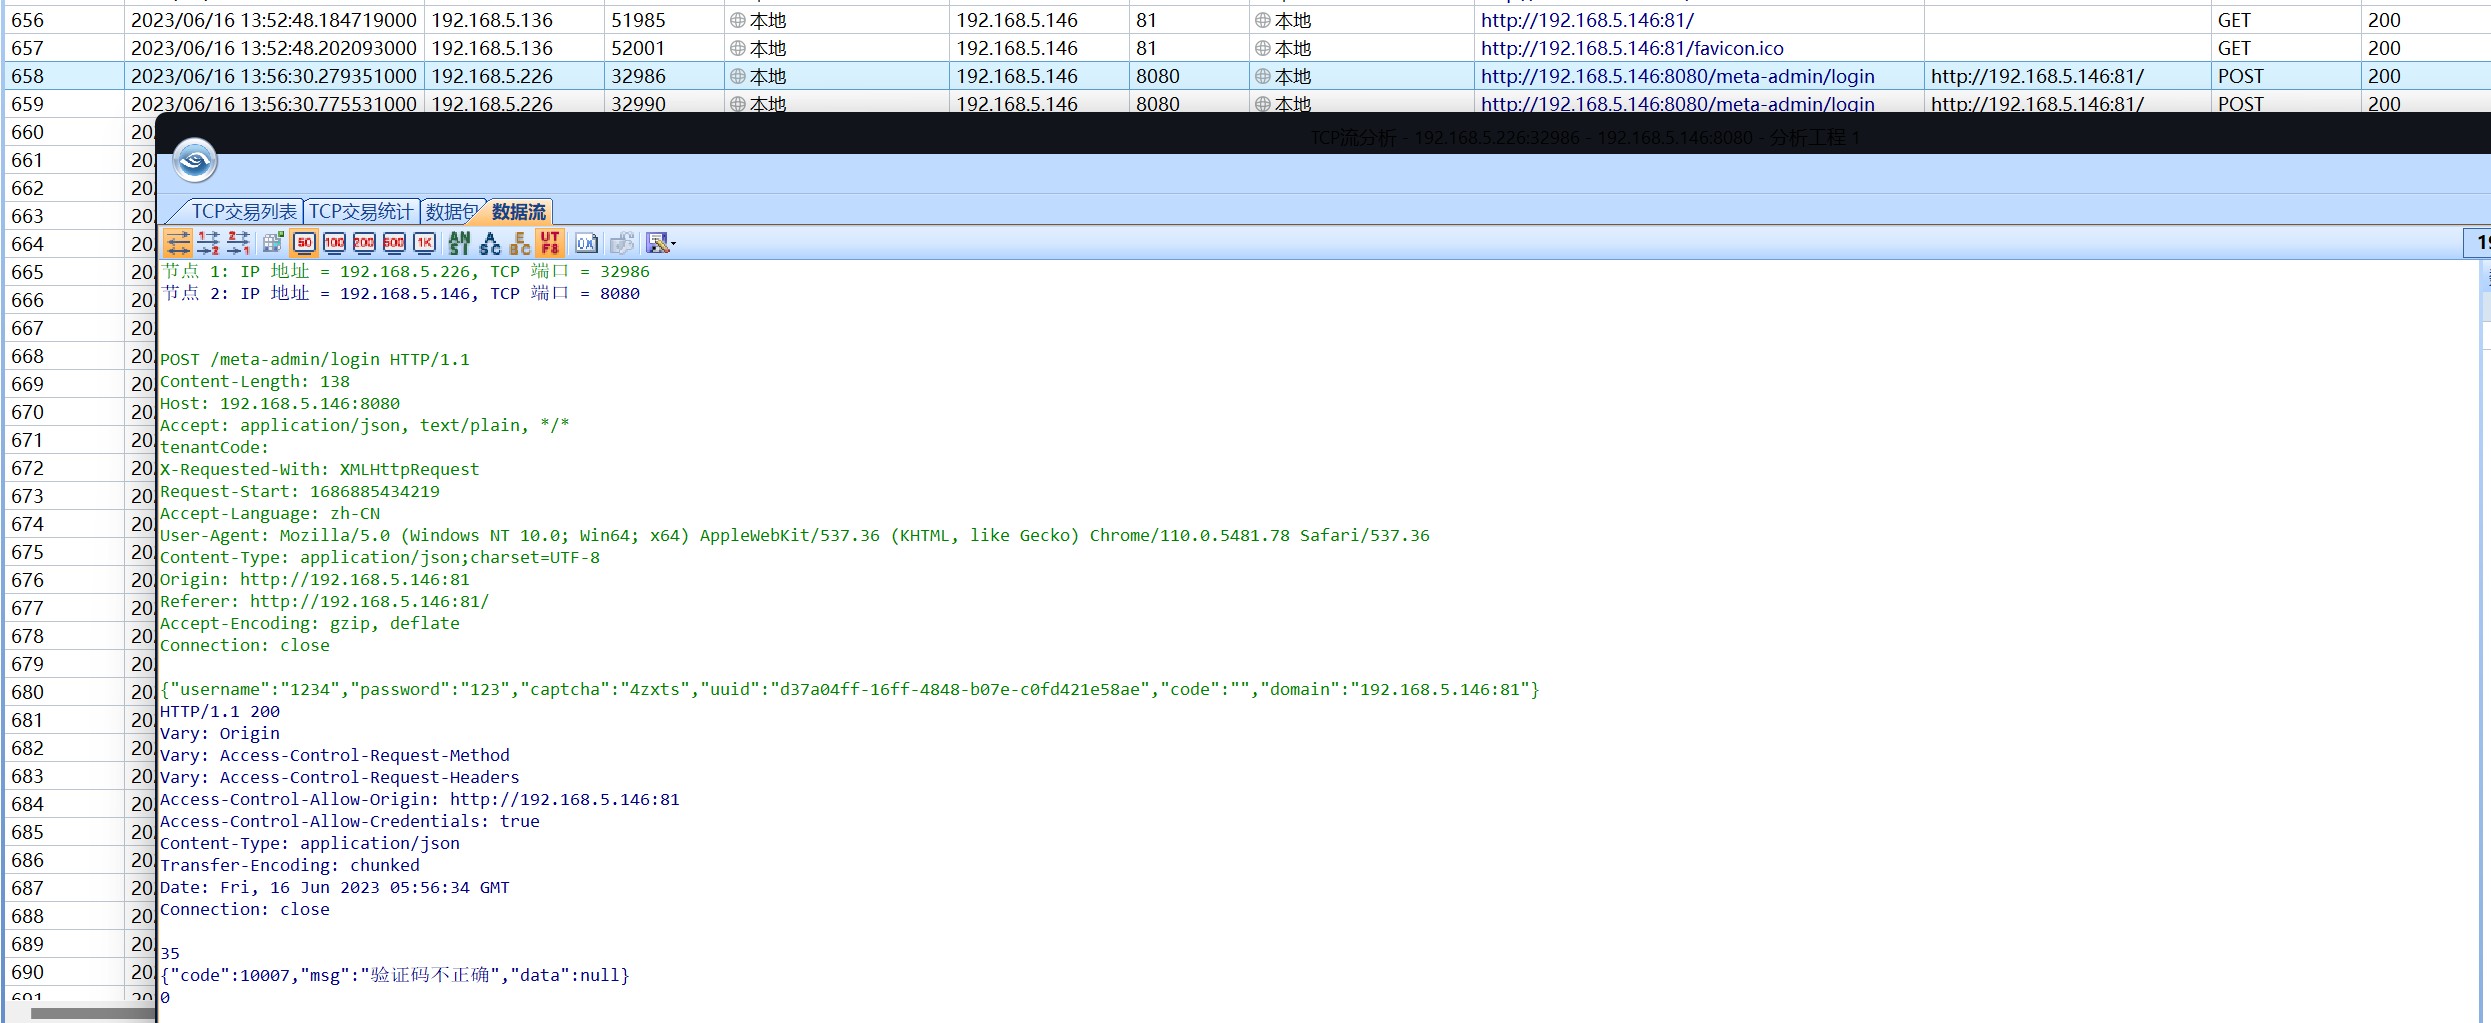 656 2023/06/16 13:52:48.184719000 192.168.5.136 51985 本地 192.168.5.146 81 本地 http://192.168.5.146:81/ GET 200
657 2023/06/16 13:52:48.202093000 192.168.5.136 52001 本地 192.168.5.146 81 本地 http://192.168.5.146:81/favicon.ico GET 200
658 2023/06/16 13:56:30.279351000 192.168.5.226 32986 本地 192.168.5.146 8080 本地 http://192.168.5.146:8080/meta-admin/login http://192.168.5.146:81/ POST 200
659 2023/06/16 13:56:30.775531000 192.168.5.226 32990 本地 192.168.5.146 8080 本地 http://192.168.5.146:8080/meta-admin/login http://192.168.5.146:81/ POST 200
660 20
TCP流分析 - 192.168.5.226:32986 - 192.168.5.146:8080 - 分析工程 1
661 20
662 20
663 20
TCP交易列表 TCP交易统计 数据包 数据流
664 20
50 100 200 500 1K AN SI A SC E BC UT F8 0X
19
665 20
节点 1: IP 地址 = 192.168.5.226, TCP 端口 = 32986
666 20
节点 2: IP 地址 = 192.168.5.146, TCP 端口 = 8080
667 20
668 20
POST /meta-admin/login HTTP/1.1
669 20
Content-Length: 138
670 20
Host: 192.168.5.146:8080
671 20
Accept: application/json, text/plain, */*
tenantCode:
672 20
X-Requested-With: XMLHttpRequest
673 20
Request-Start: 1686885434219
674 20
Accept-Language: zh-CN
675 20
User-Agent: Mozilla/5.0 (Windows NT 10.0; Win64; x64) AppleWebKit/537.36 (KHTML, like Gecko) Chrome/110.0.5481.78 Safari/537.36
Content-Type: application/json;charset=UTF-8
676 20
Origin: http://192.168.5.146:81
677 20
Referer: http://192.168.5.146:81/
678 20
Accept-Encoding: gzip, deflate
679 20
Connection: close
680 20
{"username":"1234","password":"123","captcha":"4zxts","uuid":"d37a04ff-16ff-4848-b07e-c0fd421e58ae","code":"","domain":"192.168.5.146:81"}
681 20
HTTP/1.1 200
Vary: Origin
682 20
Vary: Access-Control-Request-Method
683 20
Vary: Access-Control-Request-Headers
684 20
Access-Control-Allow-Origin: http://192.168.5.146:81
685 20
Access-Control-Allow-Credentials: true
686 20
Content-Type: application/json
Transfer-Encoding: chunked
687 20
Date: Fri, 16 Jun 2023 05:56:34 GMT
688 20
Connection: close
689 20
35
690 20
{"code":10007,"msg":"验证码不正确","data":null}
691 20
0